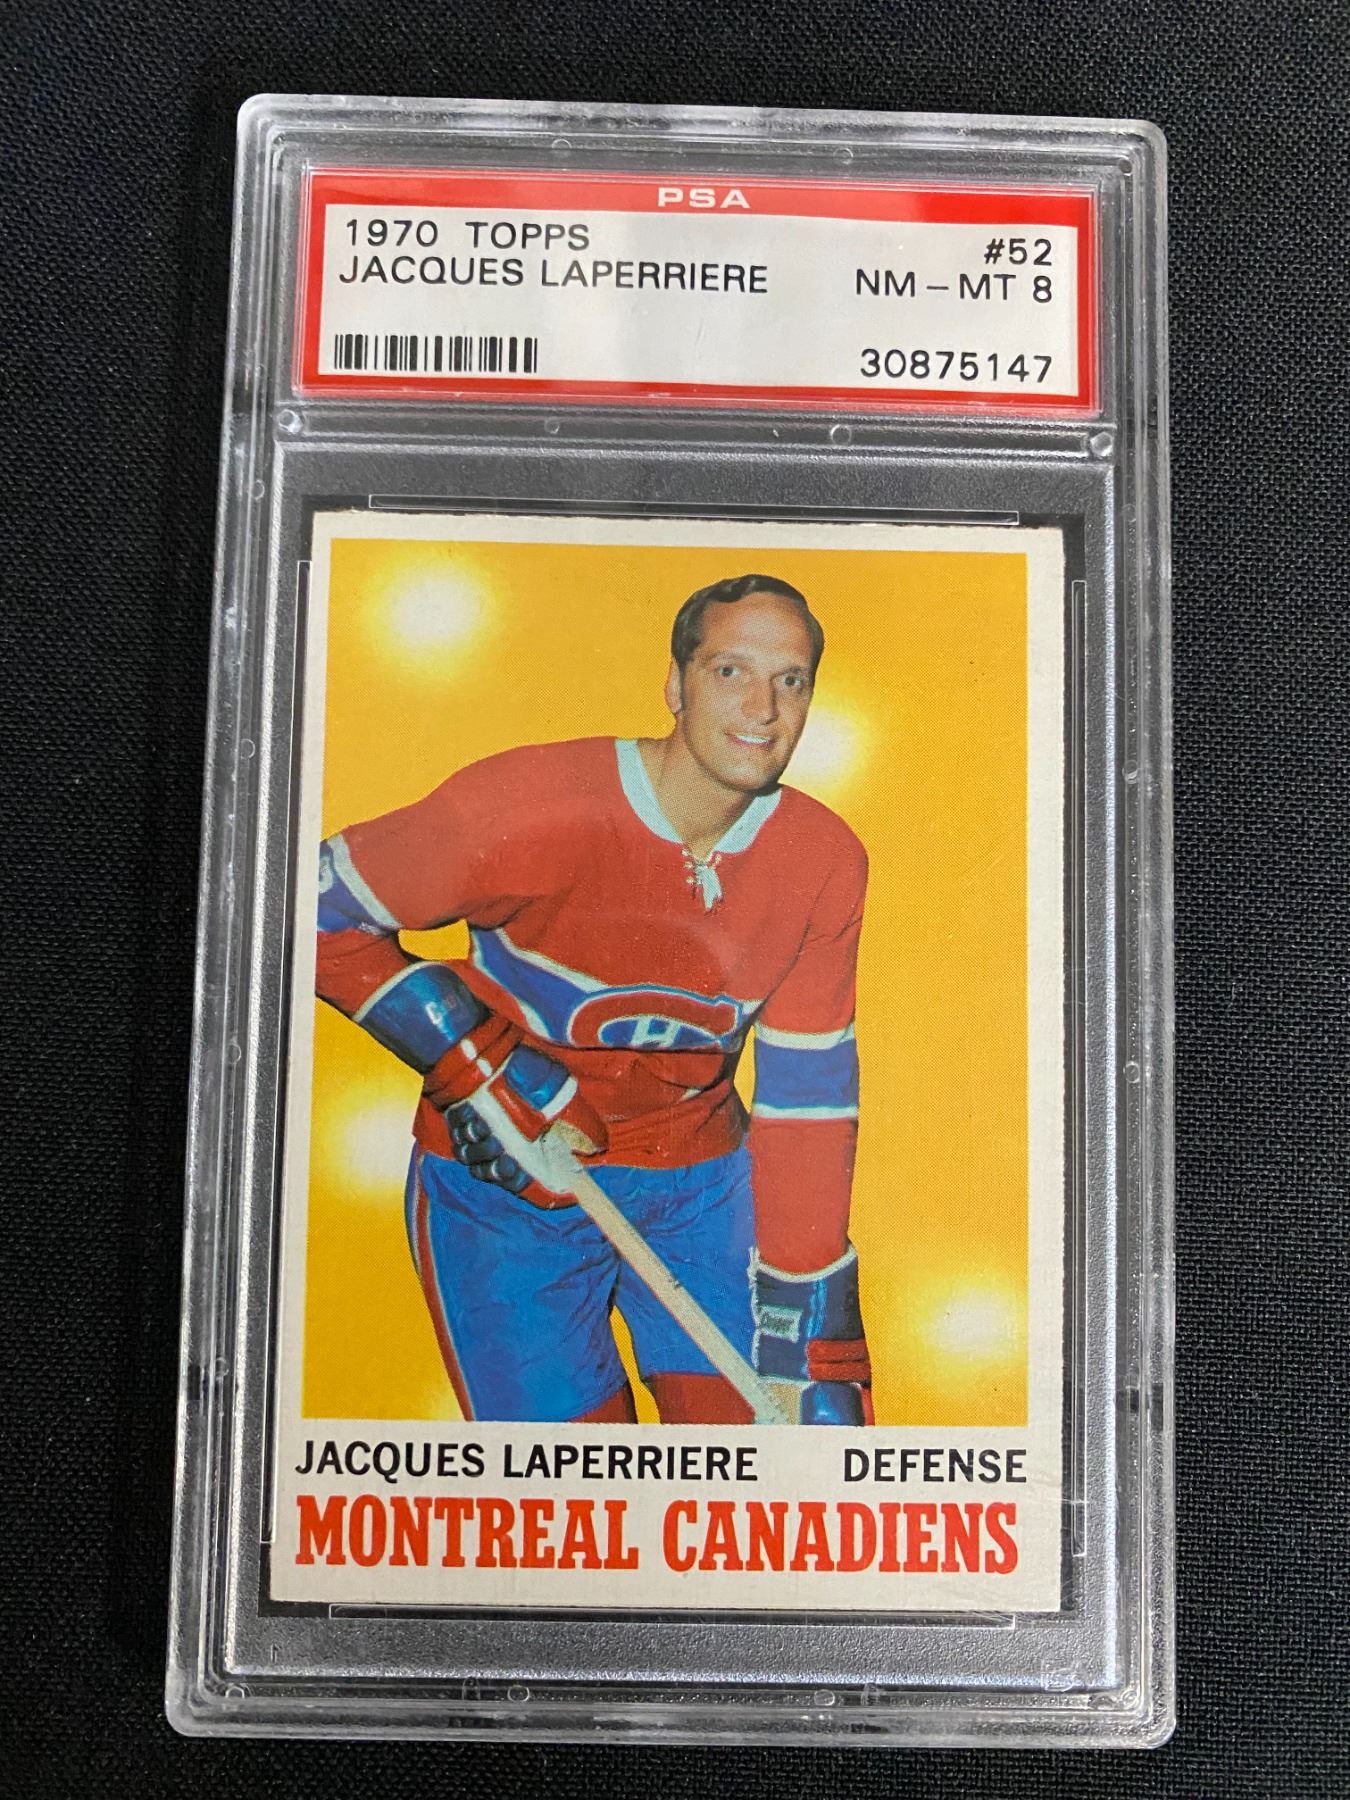 PSA
1970 TOPPS #52
JACQUES LAPERRIERE NM - MT 8
30875147
H
JACQUES LAPERRIERE DEFENSE
MONTREAL CANADIENS